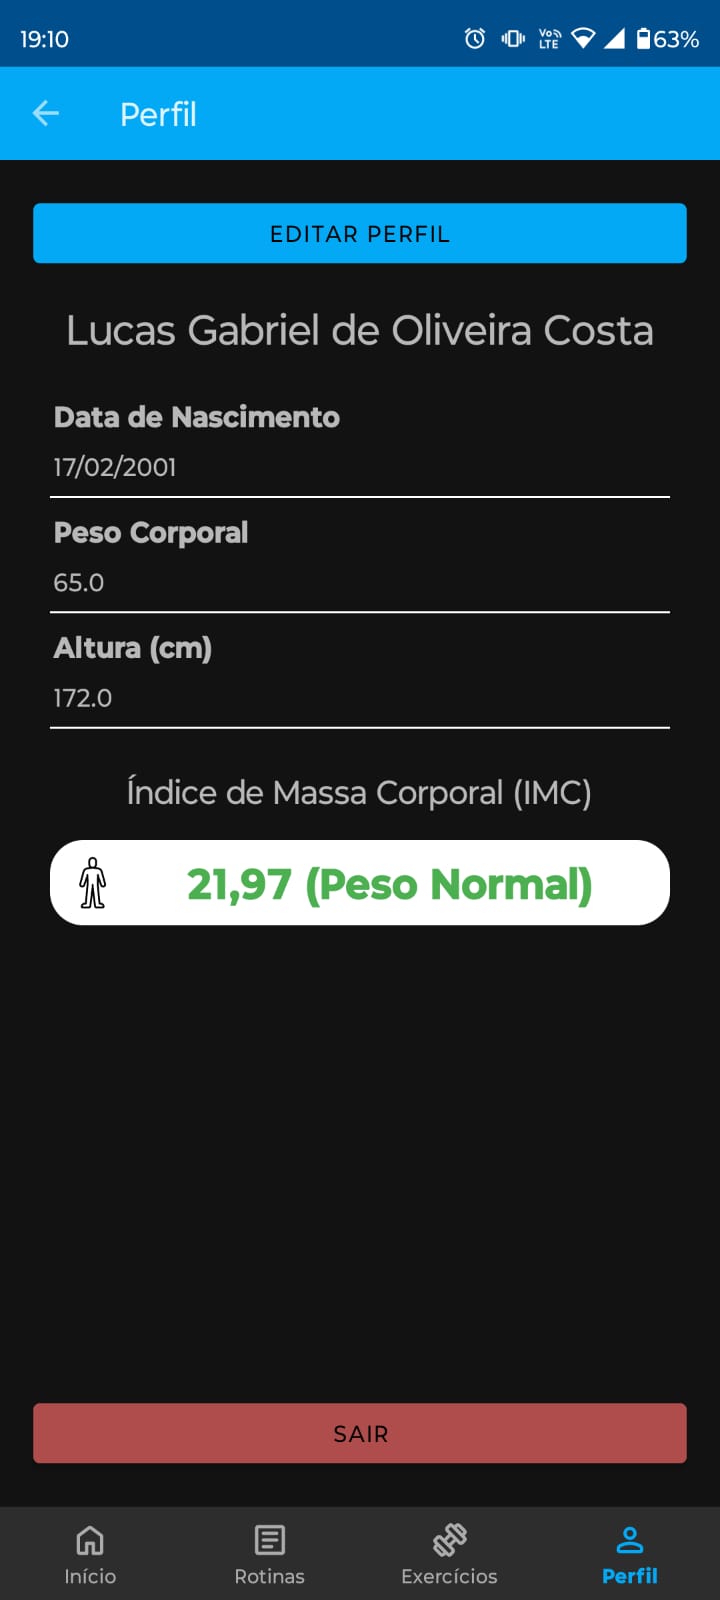 19:10
Vo))
LTE
63%
Perfil
EDITAR PERFIL
Lucas Gabriel de Oliveira Costa
Data de Nascimento
17/02/2001
Peso Corporal
65.0
Altura (cm)
172.0
Índice de Massa Corporal (IMC)
21,97 (Peso Normal)
SAIR
Início
Rotinas
Exercícios
Perfil